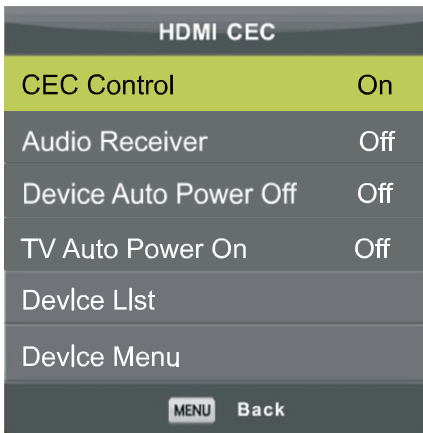 HDMI CEC
CEC Control On
Audio Receiver Off
Device Auto Power Off Off
TV Auto Power On Off
Device List
Device Menu
MENU Back